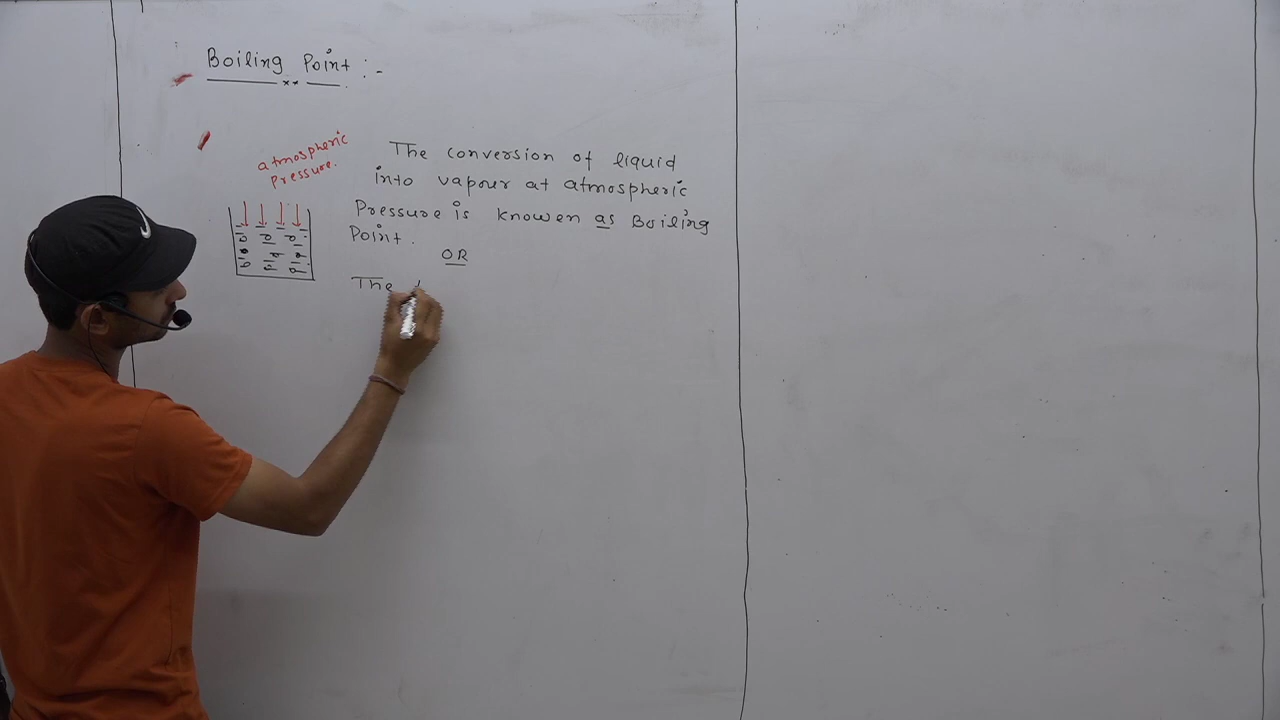 Boiling Point :-
atmospheric
Pressure.
The conversion of liquid
into vapour at atmospheric
Pressure is knowen as Boiling
Point.
OR
The